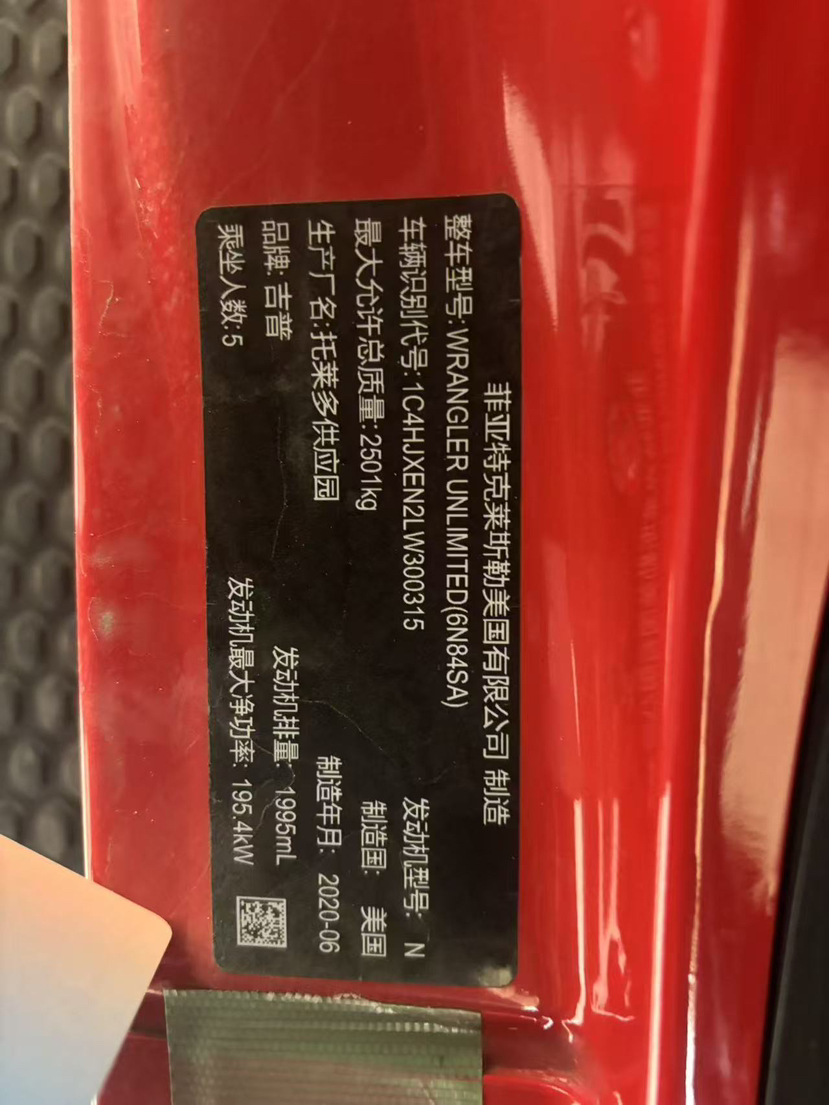 菲亚特克莱斯勒美国有限公司 制造
整车型号:WRANGLER UNLIMITED(6N84SA)
车辆识别代号:1C4HJXEN2LW300315 发动机型号: N
最大允许总质量:2501kg 制造国: 美国
生产厂名:托莱多供应园 制造年月: 2020-06
品牌: 吉普 发动机排量: 1995mL
乘坐人数:5 发动机最大净功率: 195.4kW